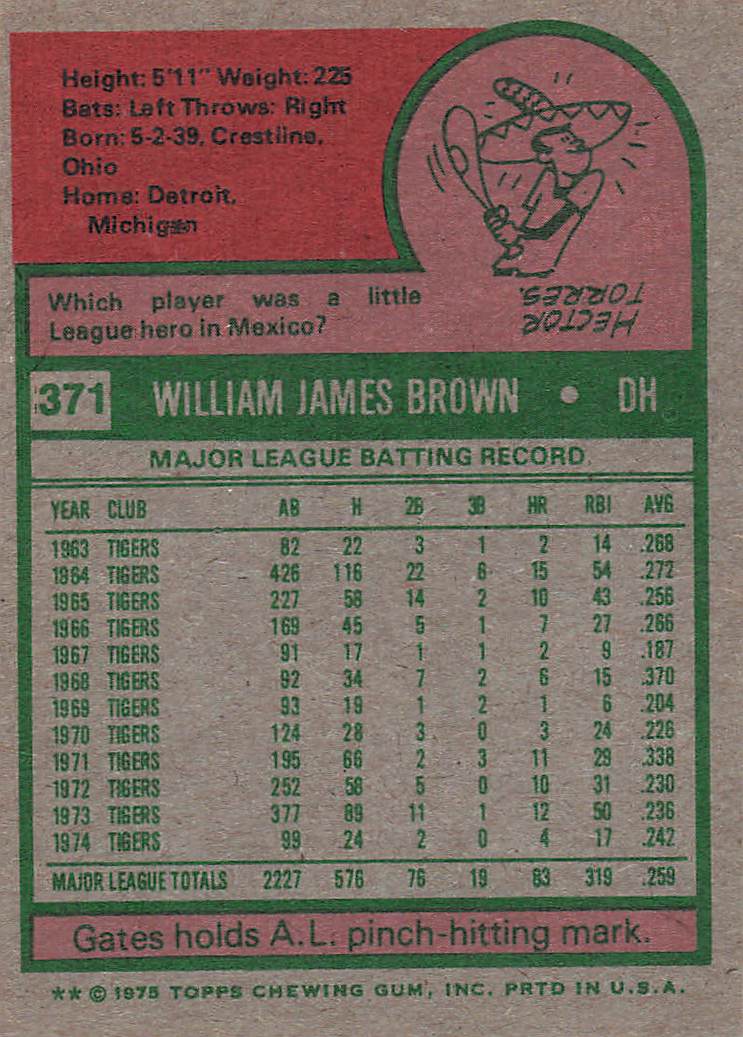 Height: 5'11" Weight: 225
Bats: Left Throws: Right
Born: 5-2-39, Crestline,
Ohio
Home: Detroit,
Michigan
HECTOR
TORRES.
Which player was a little
League hero in Mexico?
371 WILLIAM JAMES BROWN • DH
MAJOR LEAGUE BATTING RECORD
YEAR CLUB AB H 2B 3B HR RBI AVG
1963 TIGERS 82 22 3 1 2 14 .268
1964 TIGERS 426 116 22 6 15 54 .272
1965 TIGERS 227 58 14 2 10 43 .256
1966 TIGERS 169 45 5 1 7 27 .266
1967 TIGERS 91 17 1 1 2 9 .187
1968 TIGERS 92 34 7 2 6 15 .370
1969 TIGERS 93 19 1 2 1 6 .204
1970 TIGERS 124 28 3 0 3 24 .226
1971 TIGERS 195 66 2 3 11 29 .338
1972 TIGERS 252 58 5 0 10 31 .230
1973 TIGERS 377 89 11 1 12 50 .236
1974 TIGERS 99 24 2 0 4 17 .242
MAJOR LEAGUE TOTALS 2227 576 76 19 83 319 .259
Gates holds A.L. pinch-hitting mark.
** © 1975 TOPPS CHEWING GUM, INC. PRTD IN U.S.A.